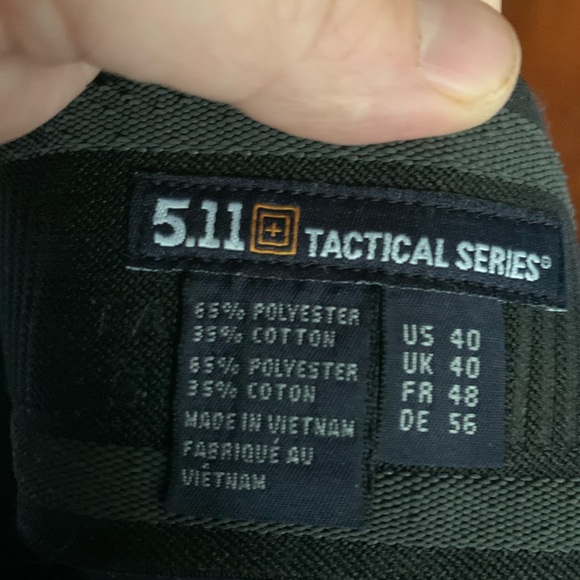 5.11 TACTICAL SERIES®
65% POLYESTER
35% COTTON
65% POLYESTER
35% COTON
MADE IN VIETNAM
FABRIQUÉ AU
VIÉTNAM
US 40
UK 40
FR 48
DE 56